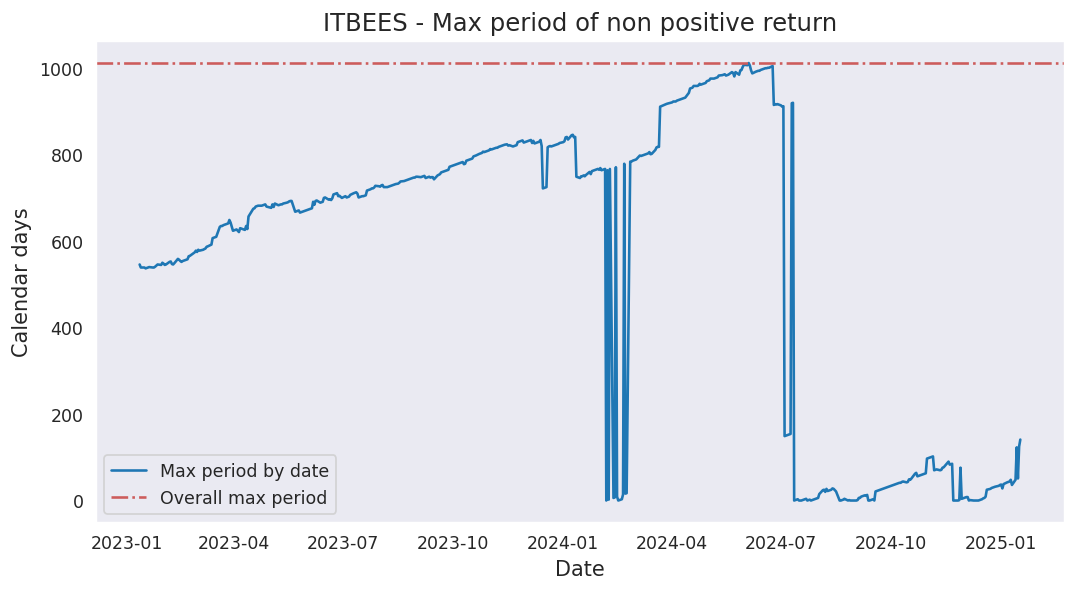 ITBEES - Max period of non positive return
Calendar days
1000
800
600
400
200
0
Max period by date
Overall max period
2023-01 2023-04 2023-07 2023-10 2024-01 2024-04 2024-07 2024-10 2025-01
Date